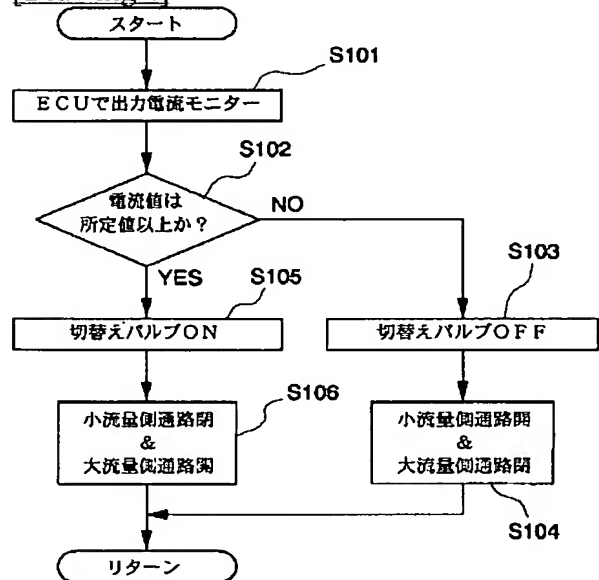 スタート
S101
ECUで出力電流モニター
S102
電流値は
所定値以上か?
NO
YES
S105
S103
切替えバルブON
切替えバルブOFF
S106
小流量側通路閉
&
大流量側通路開
小流量側通路開
&
大流量側通路閉
S104
リターン